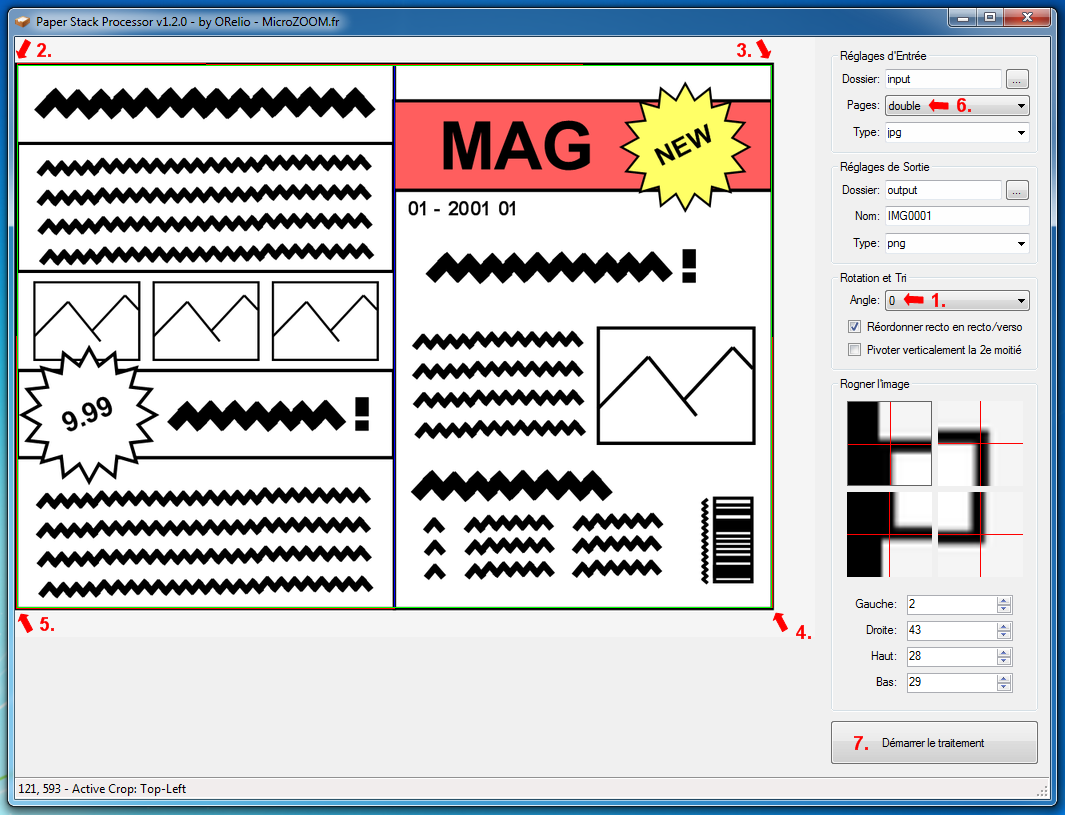 Paper Stack Processor v1.2.0 - by ORelio - MicroZOOM.fr
2.
3.
MAG
NEW
01 - 2001 01
!
9.99
!
5.
4.
Réglages d'Entrée
Dossier: input ...
Pages: double 6.
Type: jpg
Réglages de Sortie
Dossier: output ...
Nom: IMG0001
Type: png
Rotation et Tri
Angle: 0 1.
Réordonner recto en recto/verso
Pivoter verticalement la 2e moitié
Rogner l'image
Gauche: 2
Droite: 43
Haut: 28
Bas: 29
7. Démarrer le traitement
121, 593 - Active Crop: Top-Left